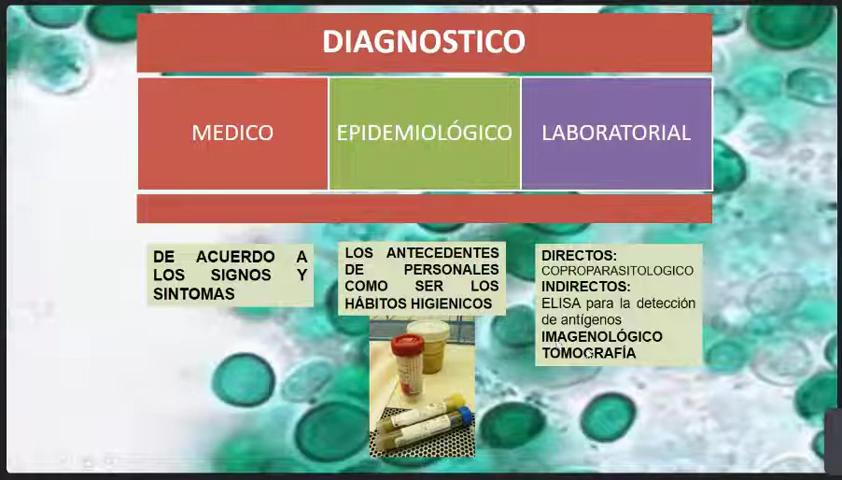 DIAGNOSTICO
MEDICO
EPIDEMIOLÓGICO
LABORATORIAL
DE ACUERDO A
LOS SIGNOS Y
SINTOMAS
LOS ANTECEDENTES
DE PERSONALES
COMO SER LOS
HÁBITOS HIGIENICOS
DIRECTOS:
COPROPARASITOLOGICO
INDIRECTOS:
ELISA para la detección
de antígenos
IMAGENOLÓGICO
TOMOGRAFÍA